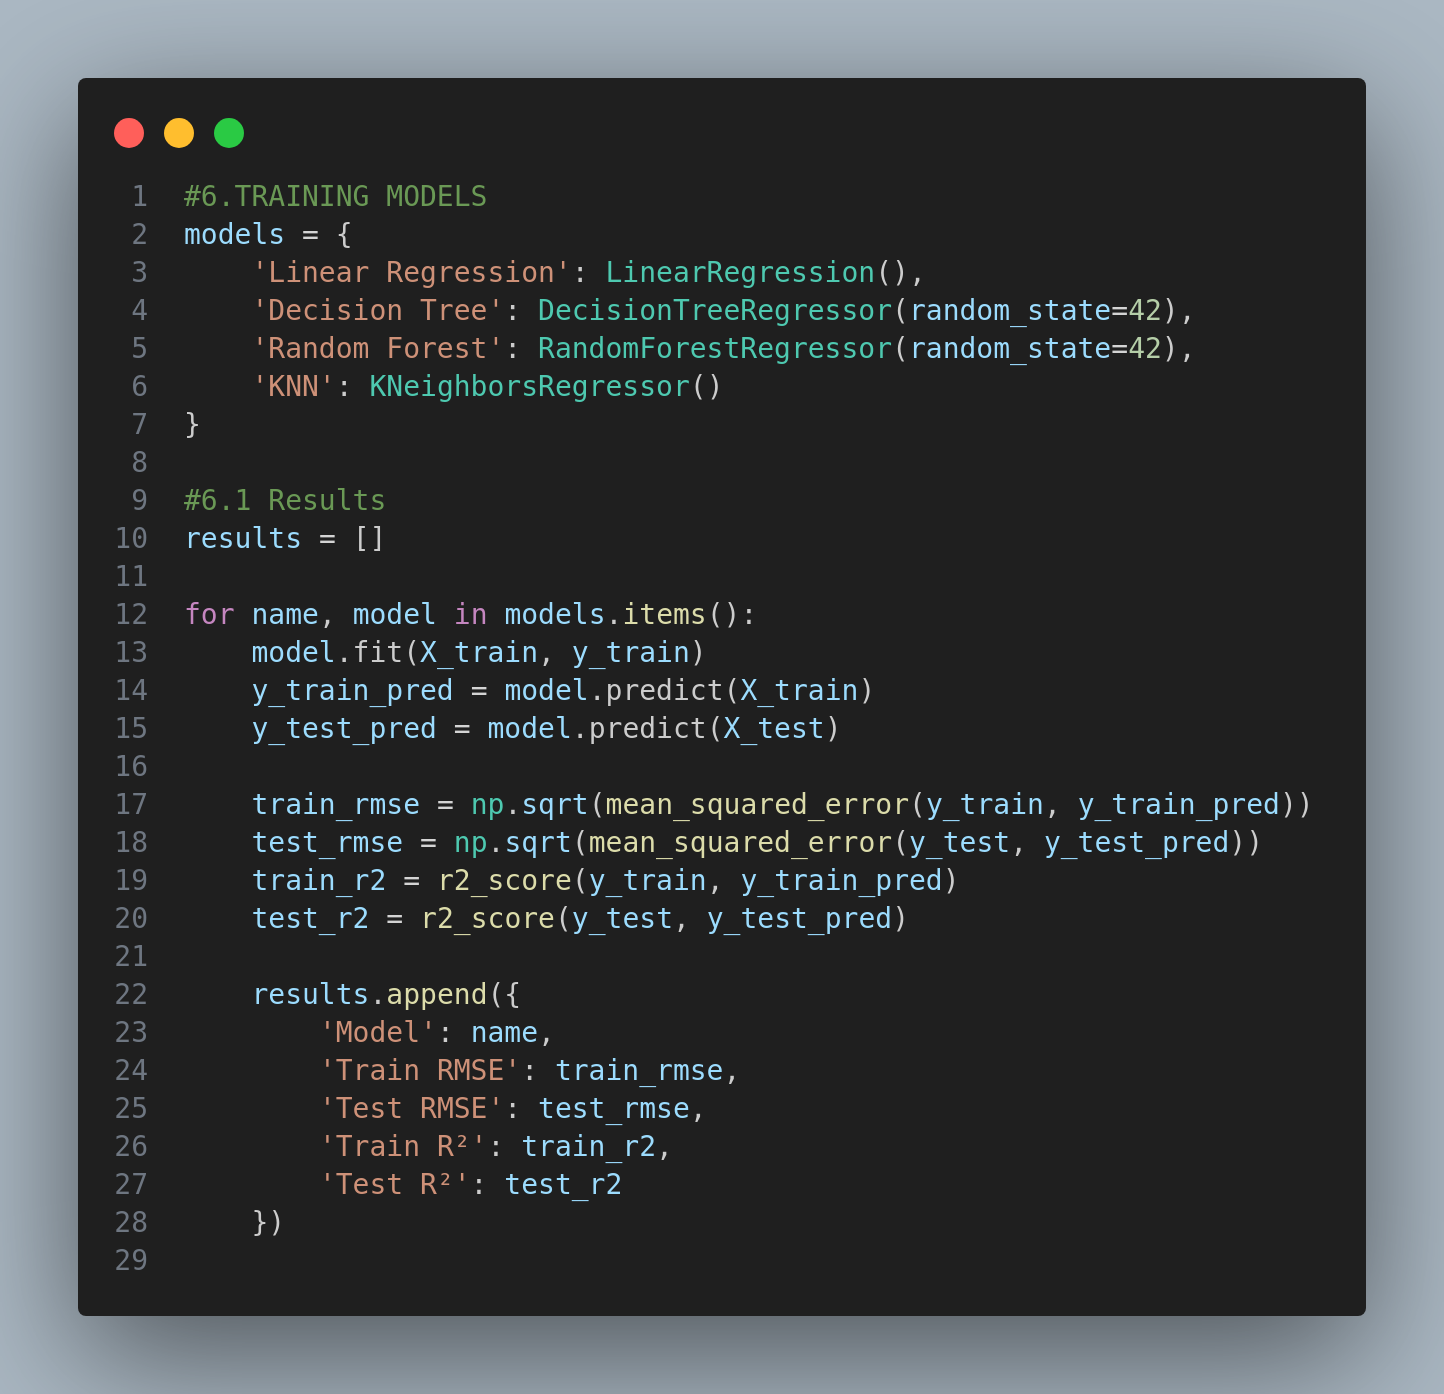 1 #6.TRAINING MODELS
2 models = {
3     'Linear Regression': LinearRegression(),
4     'Decision Tree': DecisionTreeRegressor(random_state=42),
5     'Random Forest': RandomForestRegressor(random_state=42),
6     'KNN': KNeighborsRegressor()
7 }
8
9 #6.1 Results
10 results = []
11
12 for name, model in models.items():
13     model.fit(X_train, y_train)
14     y_train_pred = model.predict(X_train)
15     y_test_pred = model.predict(X_test)
16
17     train_rmse = np.sqrt(mean_squared_error(y_train, y_train_pred))
18     test_rmse = np.sqrt(mean_squared_error(y_test, y_test_pred))
19     train_r2 = r2_score(y_train, y_train_pred)
20     test_r2 = r2_score(y_test, y_test_pred)
21
22     results.append({
23         'Model': name,
24         'Train RMSE': train_rmse,
25         'Test RMSE': test_rmse,
26         'Train R²': train_r2,
27         'Test R²': test_r2
28     })
29